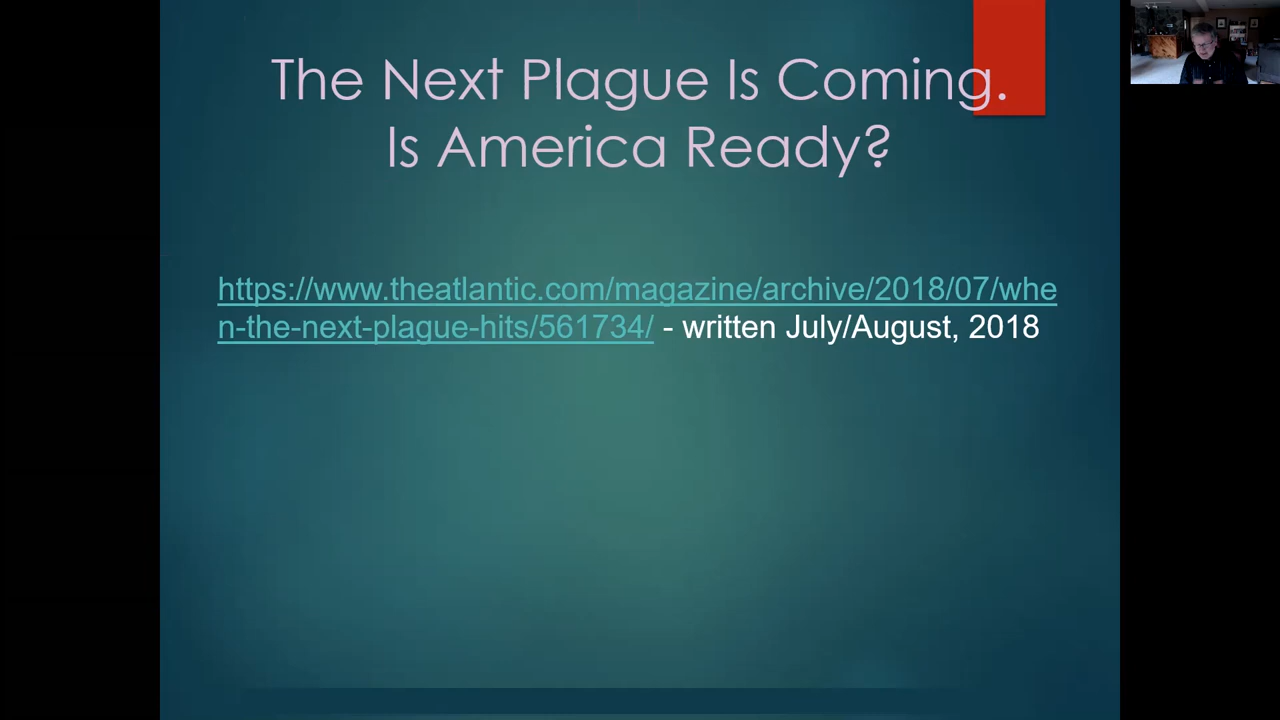 The Next Plague Is Coming.
Is America Ready?
https://www.theatlantic.com/magazine/archive/2018/07/whe
n-the-next-plague-hits/561734/ - written July/August, 2018